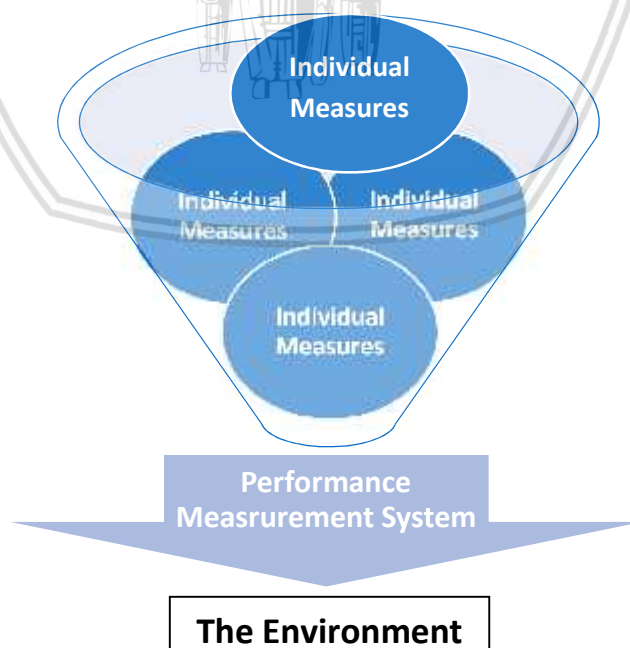 Individual
Measures
Individual
Measures
Individual
Measures
Individual
Measures
Performance
Measrurement System
The Environment